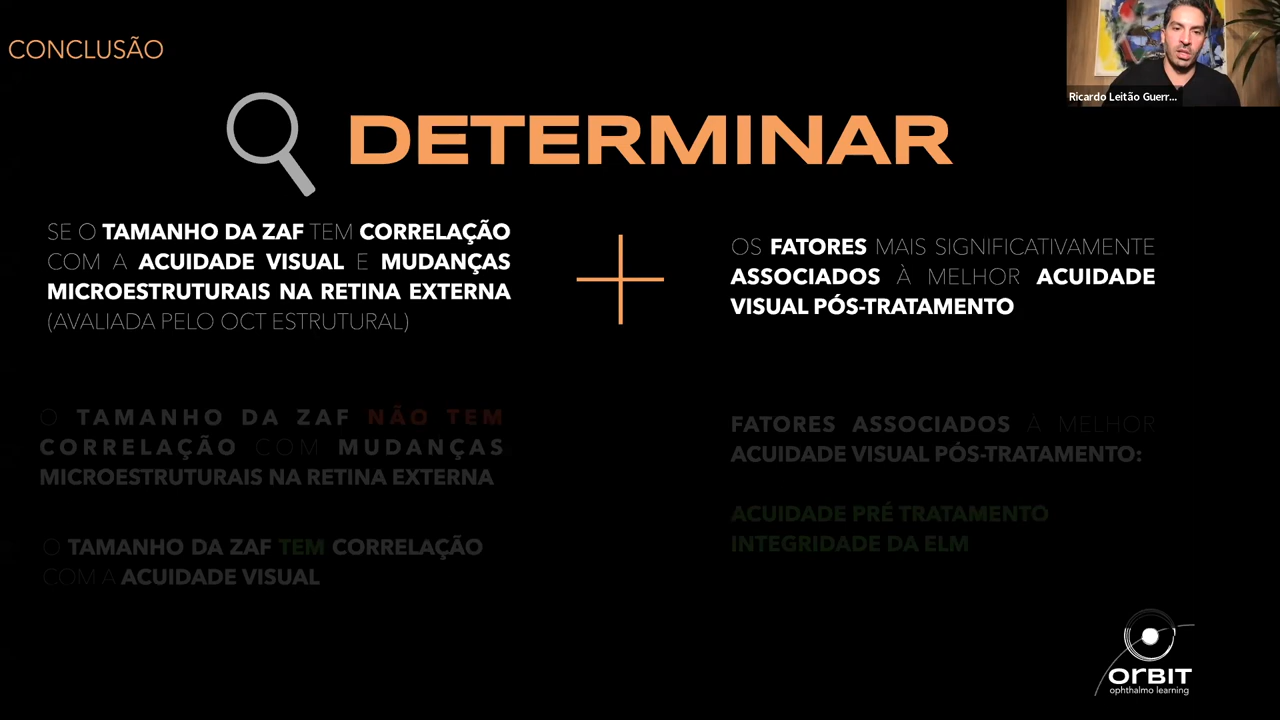 CONCLUSÃO
Ricardo Leitão Guerr...
DETERMINAR
SE O TAMANHO DA ZAF TEM CORRELAÇÃO
COM A ACUIDADE VISUAL E MUDANÇAS
MICROESTRUTURAIS NA RETINA EXTERNA
(AVALIADA PELO OCT ESTRUTURAL)
OS FATORES MAIS SIGNIFICATIVAMENTE
ASSOCIADOS À MELHOR ACUIDADE
VISUAL PÓS-TRATAMENTO
O TAMANHO DA ZAF NÃO TEM
CORRELAÇÃO COM MUDANÇAS
MICROESTRUTURAIS NA RETINA EXTERNA
O TAMANHO DA ZAF TEM CORRELAÇÃO
COM A ACUIDADE VISUAL
FATORES ASSOCIADOS À MELHOR
ACUIDADE VISUAL PÓS-TRATAMENTO:
ACUIDADE PRÉ TRATAMENTO
INTEGRIDADE DA ELM
orBIT
ophthalmo learning